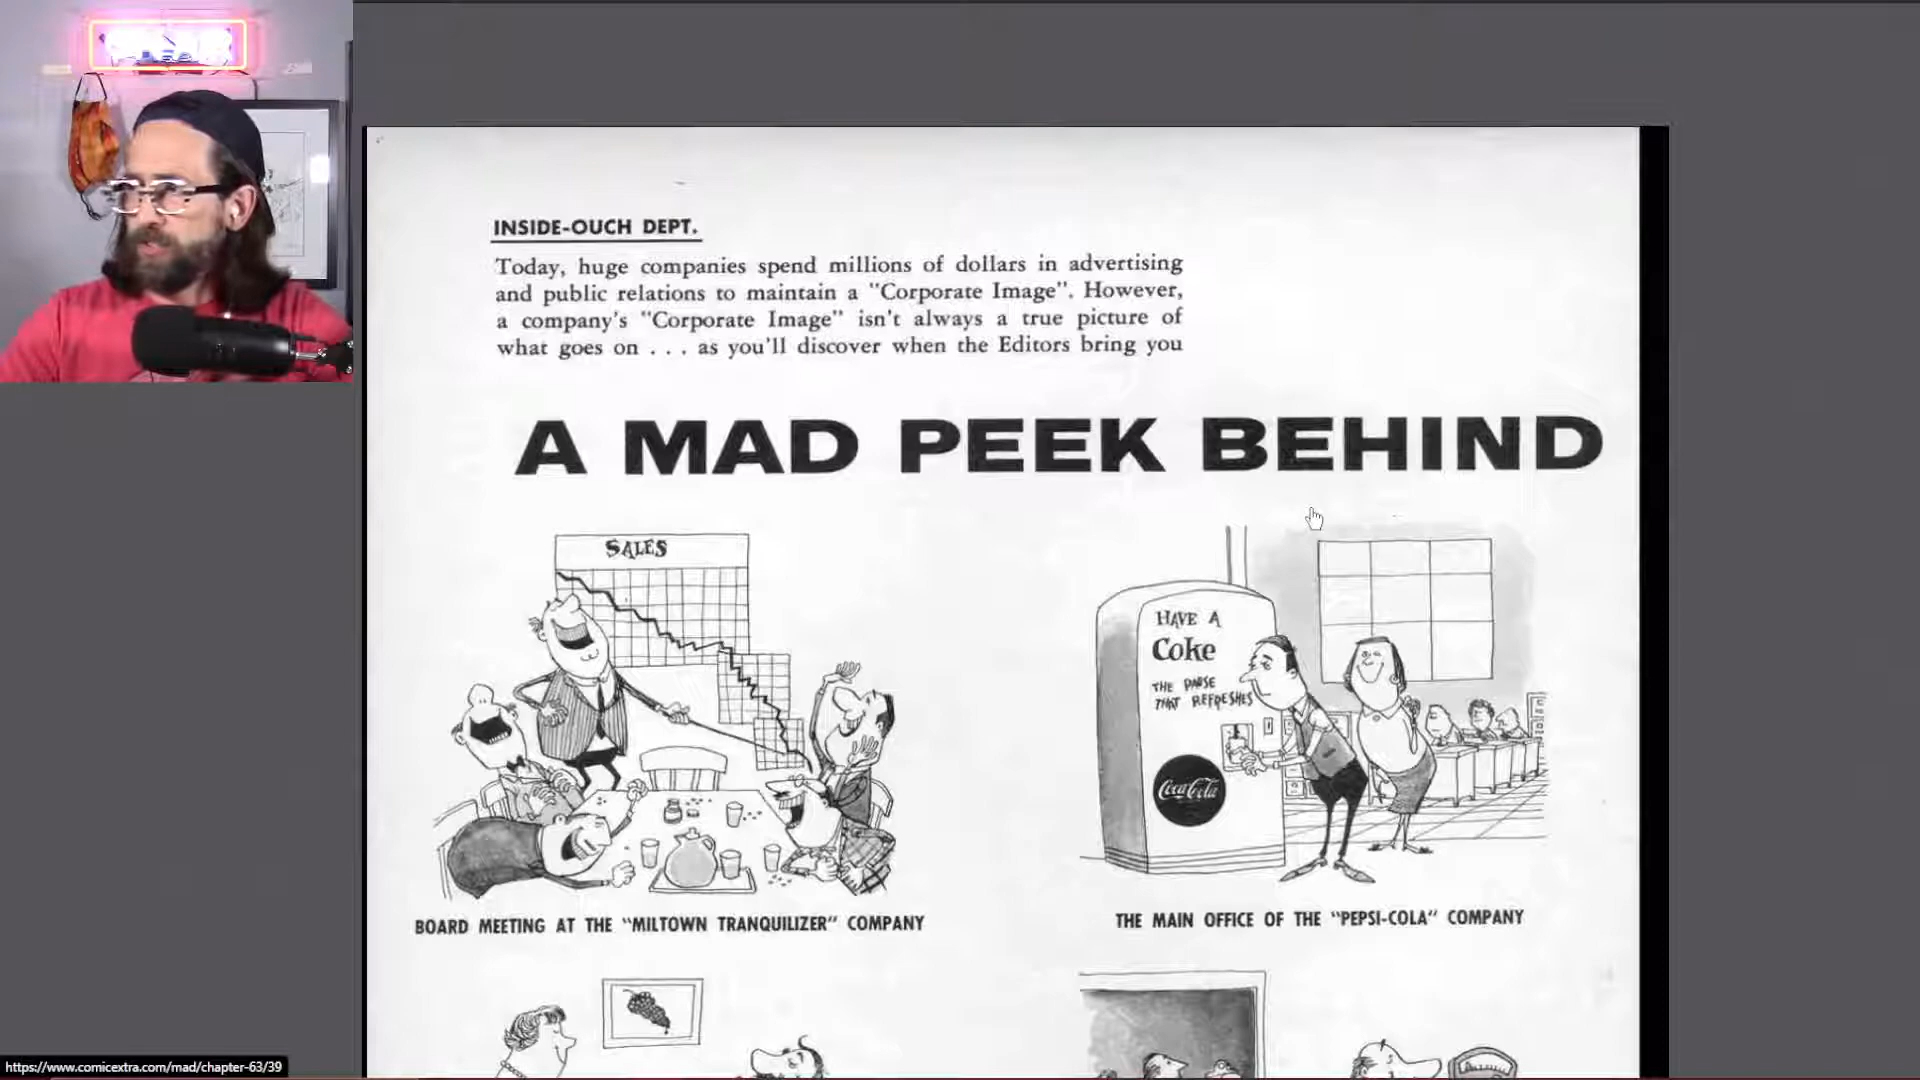 INSIDE-OUCH DEPT.
Today, huge companies spend millions of dollars in advertising
and public relations to maintain a "Corporate Image". However,
a company's "Corporate Image" isn't always a true picture of
what goes on . . . as you'll discover when the Editors bring you
A MAD PEEK BEHIND
SALES
HAVE A
Coke
THE PAUSE
THAT REFRESHES
Coca-Cola
BOARD MEETING AT THE "MILTOWN TRANQUILIZER" COMPANY
THE MAIN OFFICE OF THE "PEPSI-COLA" COMPANY
https://www.comicextra.com/mad/chapter-63/39